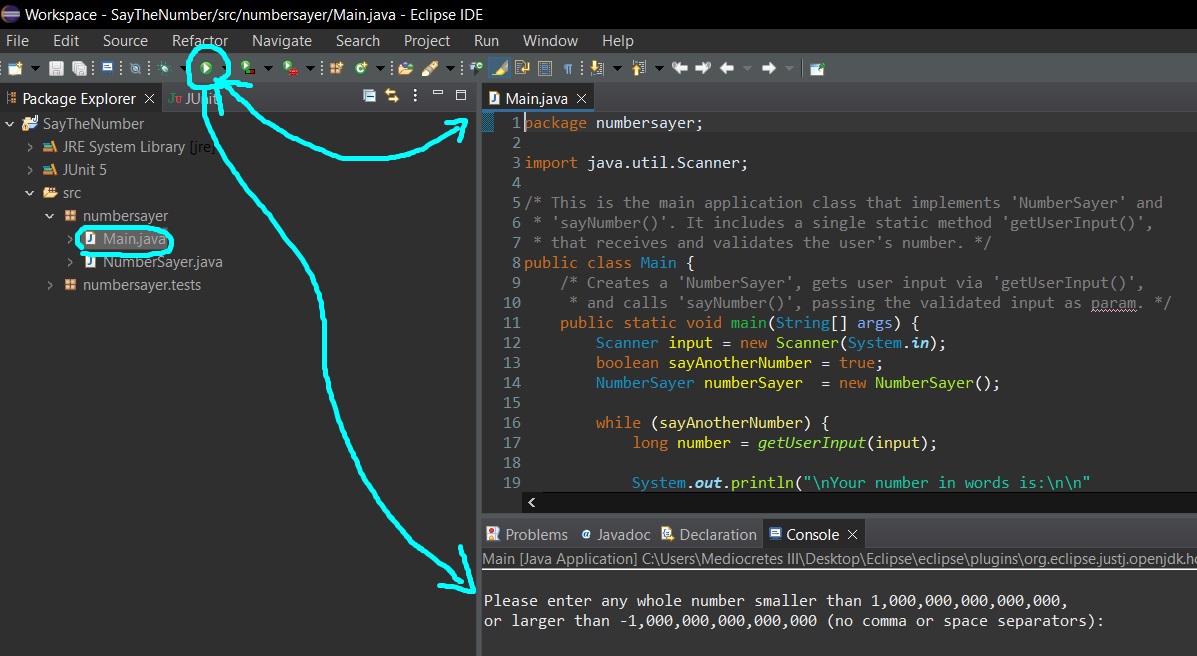 Workspace - SayTheNumber/src/numbersayer/Main.java - Eclipse IDE
File Edit Source Refactor Navigate Search Project Run Window Help
Package Explorer
JUnit
SayTheNumber
JRE System Library [jre]
JUnit 5
src
numbersayer
Main.java
NumberSayer.java
numbersayer.tests
Main.java
1 package numbersayer;
2
3 import java.util.Scanner;
4
5 /* This is the main application class that implements 'NumberSayer' and
6 * 'sayNumber()'. It includes a single static method 'getUserInput()',
7 * that receives and validates the user's number. */
8 public class Main {
9 /* Creates a 'NumberSayer', gets user input via 'getUserInput()',
10 * and calls 'sayNumber()', passing the validated input as param. */
11 public static void main(String[] args) {
12 Scanner input = new Scanner(System.in);
13 boolean sayAnotherNumber = true;
14 NumberSayer numberSayer  = new NumberSayer();
15
16 while (sayAnotherNumber) {
17 long number = getUserInput(input);
18
19 System.out.println("\nYour number in words is:\n\n"
Problems @ Javadoc Declaration Console
Main [Java Application] C:\Users\Mediocretes III\Desktop\Eclipse\eclipse\plugins\org.eclipse.justj.openjdk.ho
Please enter any whole number smaller than 1,000,000,000,000,000,
or larger than -1,000,000,000,000,000 (no comma or space separators):